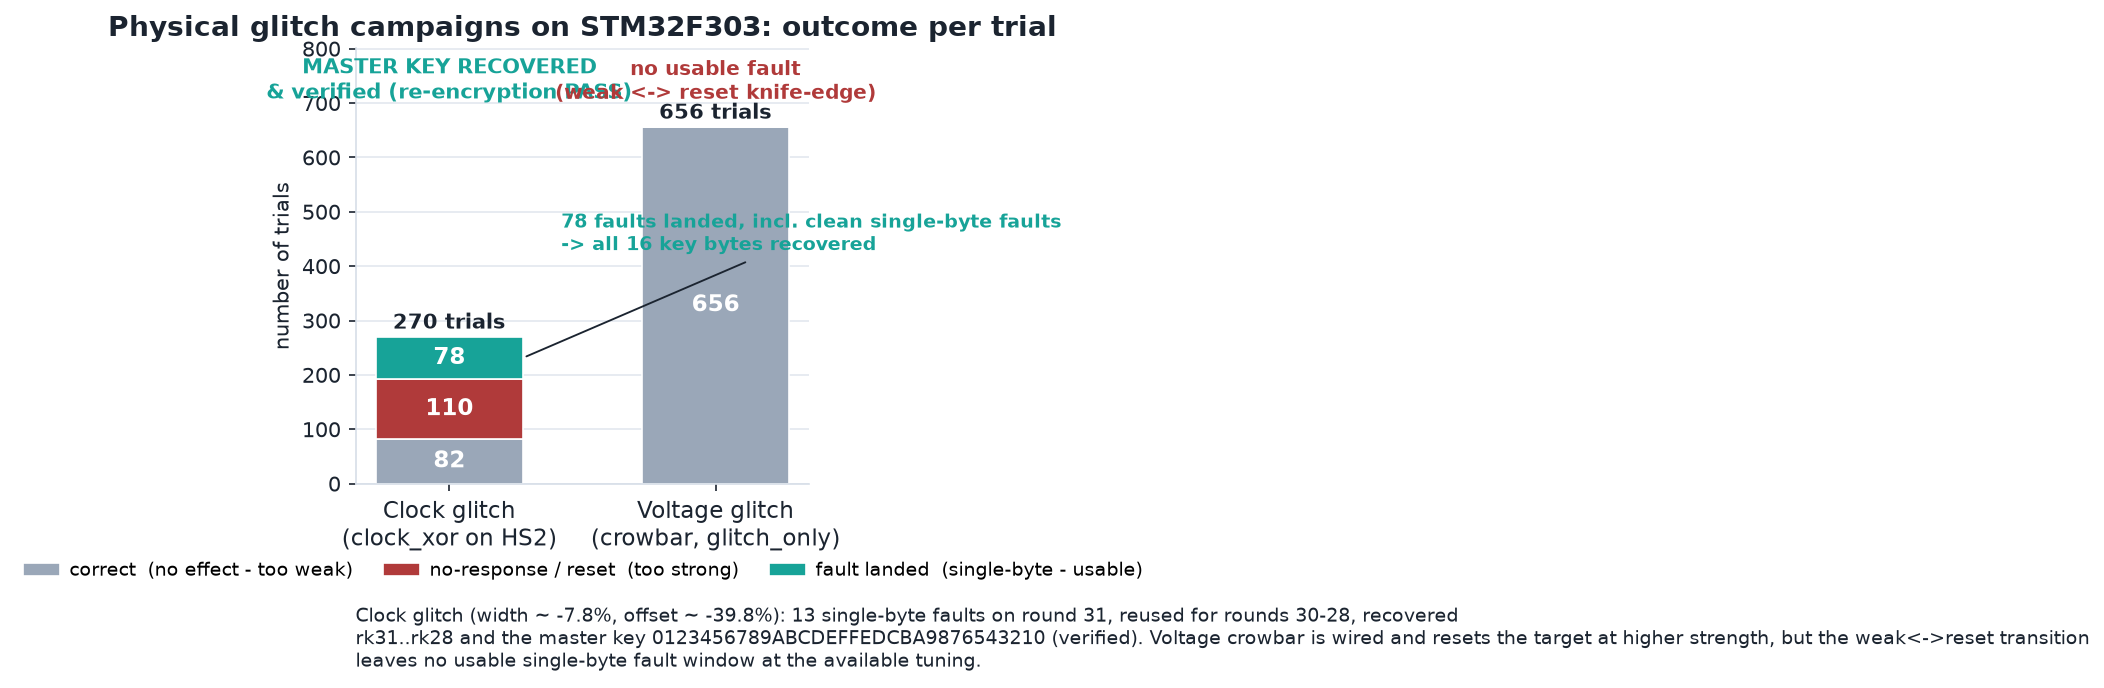 Physical glitch campaigns on STM32F303: outcome per trial
MASTER KEY RECOVERED
& verified (re-encryption PASS)
no usable fault
(weak <-> reset knife-edge)
656 trials
78 faults landed, incl. clean single-byte faults
-> all 16 key bytes recovered
656
270 trials
78
110
82
number of trials
800
700
600
500
400
300
200
100
0
Clock glitch
(clock_xor on HS2)
Voltage glitch
(crowbar, glitch_only)
correct (no effect - too weak)
no-response / reset (too strong)
fault landed (single-byte - usable)
Clock glitch (width ~ -7.8%, offset ~ -39.8%): 13 single-byte faults on round 31, reused for rounds 30-28, recovered
rk31..rk28 and the master key 0123456789ABCDEFFEDCBA9876543210 (verified). Voltage crowbar is wired and resets the target at higher strength, but the weak<->reset transition
leaves no usable single-byte fault window at the available tuning.